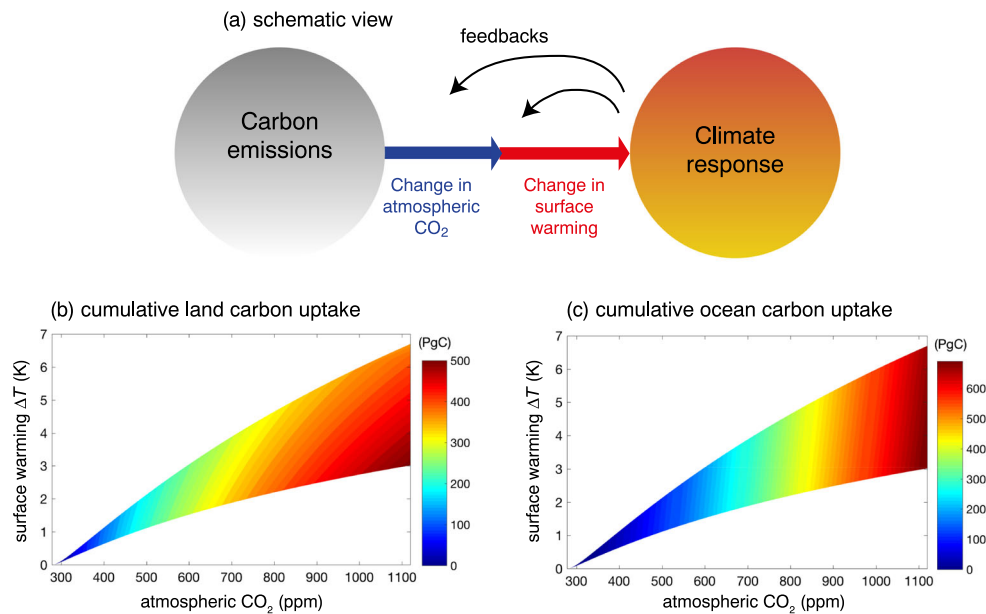 (a) schematic view
feedbacks
Carbon
emissions
Climate
response
Change in
atmospheric
CO₂
Change in
surface
warming
(b) cumulative land carbon uptake
(PgC)
surface warming ΔT (K)
7
6
5
4
3
2
1
0
300 400 500 600 700 800 900 1000 1100
atmospheric CO₂ (ppm)
500
400
300
200
100
0
(c) cumulative ocean carbon uptake
(PgC)
surface warming ΔT (K)
7
6
5
4
3
2
1
0
300 400 500 600 700 800 900 1000 1100
atmospheric CO₂ (ppm)
600
500
400
300
200
100
0